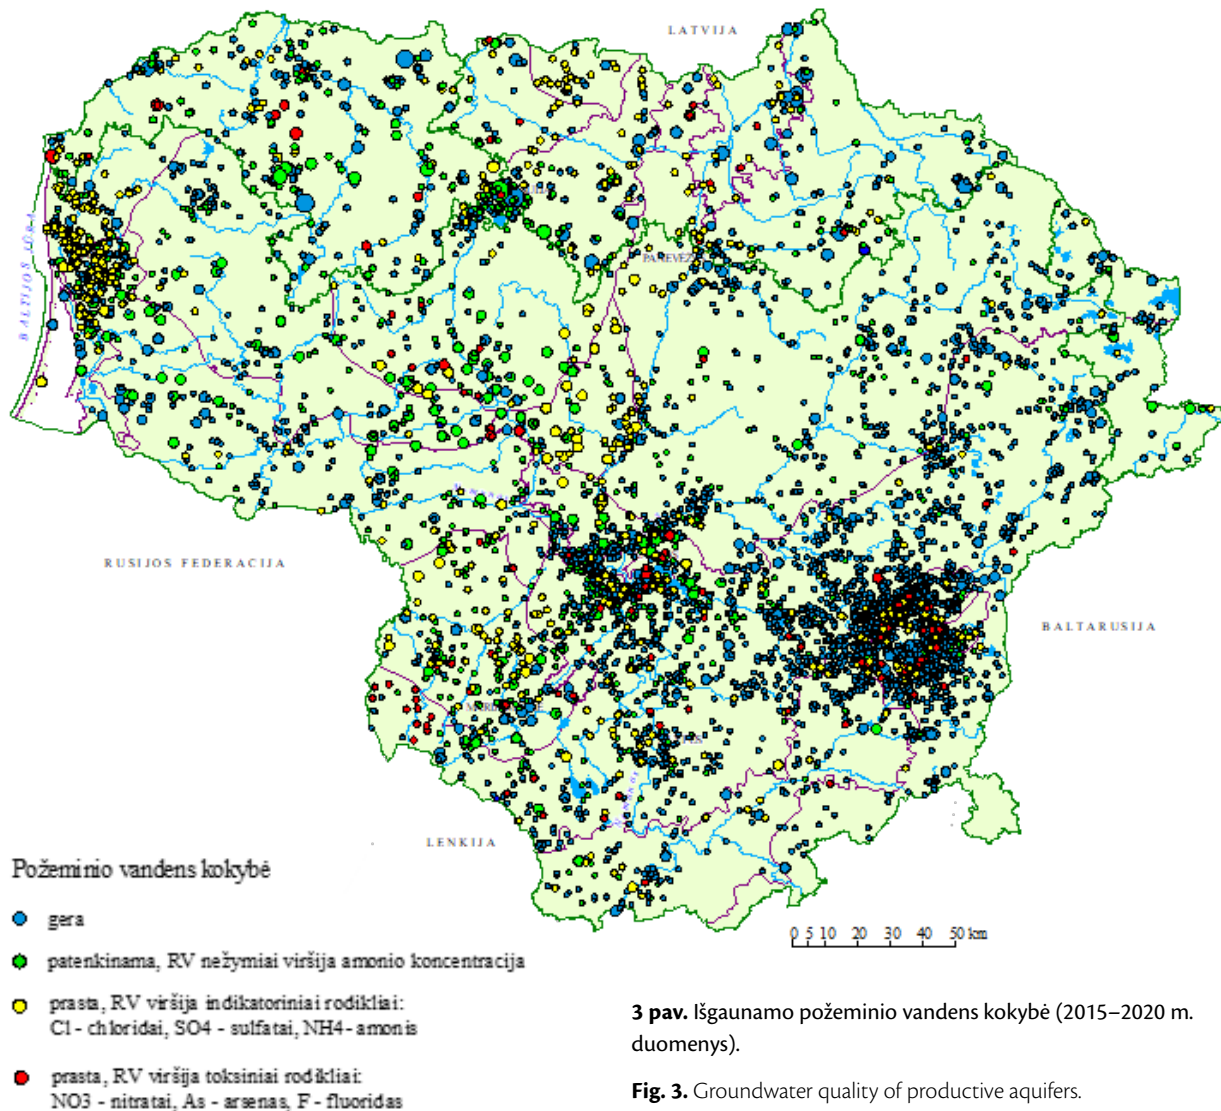 LATVIJA
BALTIJOS JŪRA
RUSIJOS FEDERACIJA
BALTARUSIJA
LENKIJA
0 5 10 20 30 40 50 km
Požeminio vandens kokybė
gera
patenkinama, RV nežymiai viršija amonio koncentracija
prasta, RV viršija indikatoriniai rodikliai:
Cl - chloridai, SO4 - sulfatai, NH4 - amonis
prasta, RV viršija toksiniai rodikliai:
NO3 - nitratai, As - arsenas, F - fluoridas
3 pav. Išgaunamo požeminio vandens kokybė (2015–2020 m.
duomenys).
Fig. 3. Groundwater quality of productive aquifers.